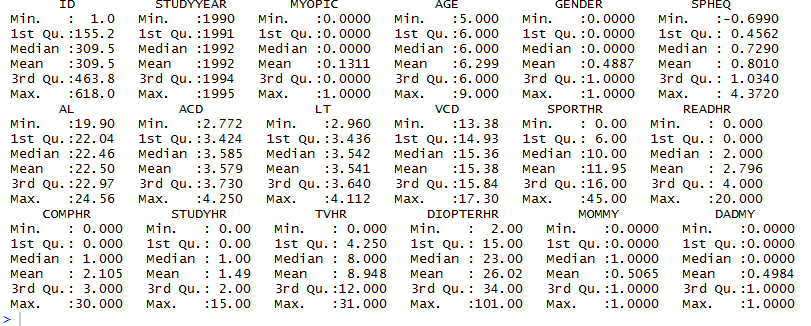 ID STUDYYEAR MYOPIC AGE GENDER SPHEQ
Min. : 1.0 Min. :1990 Min. :0.0000 Min. :5.000 Min. :0.0000 Min. :-0.6990
1st Qu.:155.2 1st Qu.:1991 1st Qu.:0.0000 1st Qu.:6.000 1st Qu.:0.0000 1st Qu.: 0.4562
Median :309.5 Median :1992 Median :0.0000 Median :6.000 Median :0.0000 Median : 0.7290
Mean :309.5 Mean :1992 Mean :0.1311 Mean :6.299 Mean :0.4887 Mean : 0.8010
3rd Qu.:463.8 3rd Qu.:1994 3rd Qu.:0.0000 3rd Qu.:6.000 3rd Qu.:1.0000 3rd Qu.: 1.0340
Max. :618.0 Max. :1995 Max. :1.0000 Max. :9.000 Max. :1.0000 Max. : 4.3720
AL ACD LT VCD SPORTHR READHR
Min. :19.90 Min. :2.772 Min. :2.960 Min. :13.38 Min. : 0.00 Min. : 0.000
1st Qu.:22.04 1st Qu.:3.424 1st Qu.:3.436 1st Qu.:14.93 1st Qu.: 6.00 1st Qu.: 0.000
Median :22.46 Median :3.585 Median :3.542 Median :15.36 Median :10.00 Median : 2.000
Mean :22.50 Mean :3.579 Mean :3.541 Mean :15.38 Mean :11.95 Mean : 2.796
3rd Qu.:22.97 3rd Qu.:3.730 3rd Qu.:3.640 3rd Qu.:15.84 3rd Qu.:16.00 3rd Qu.: 4.000
Max. :24.56 Max. :4.250 Max. :4.112 Max. :17.30 Max. :45.00 Max. :20.000
COMPHR STUDYHR TVHR DIOPTERHR MOMMY DADMY
Min. : 0.000 Min. : 0.00 Min. : 0.000 Min. : 2.00 Min. :0.0000 Min. :0.0000
1st Qu.: 0.000 1st Qu.: 0.00 1st Qu.: 4.250 1st Qu.: 15.00 1st Qu.:0.0000 1st Qu.:0.0000
Median : 1.000 Median : 1.00 Median : 8.000 Median : 23.00 Median :1.0000 Median :0.0000
Mean : 2.105 Mean : 1.49 Mean : 8.948 Mean : 26.02 Mean :0.5065 Mean :0.4984
3rd Qu.: 3.000 3rd Qu.: 2.00 3rd Qu.:12.000 3rd Qu.: 34.00 3rd Qu.:1.0000 3rd Qu.:1.0000
Max. :30.000 Max. :15.00 Max. :31.000 Max. :101.00 Max. :1.0000 Max. :1.0000
>